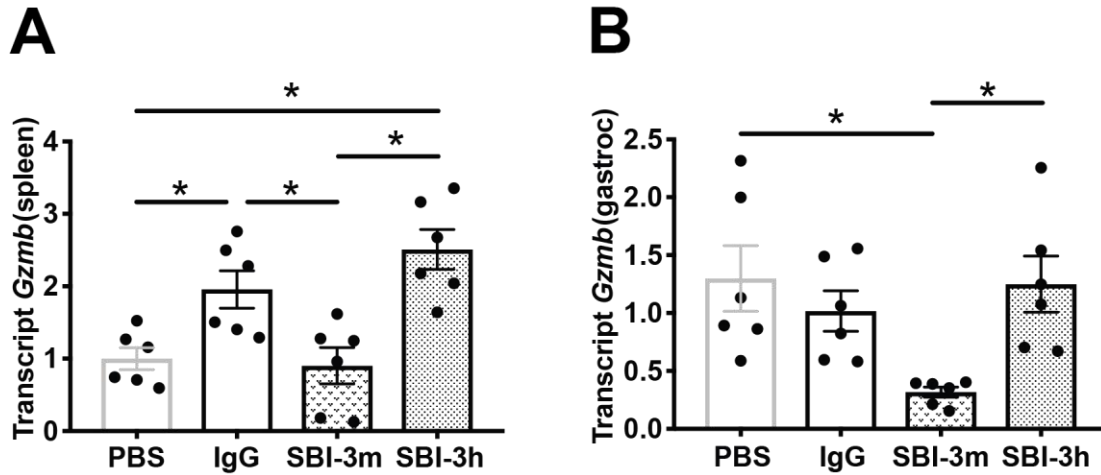 A
Transcript Gzmb(spleen)
4
3
2
1
0
*
*
*
*
PBS IgG SBI-3m SBI-3h
B
Transcript Gzmb(gastroc)
2.5
2.0
1.5
1.0
0.5
0.0
*
*
PBS IgG SBI-3m SBI-3h